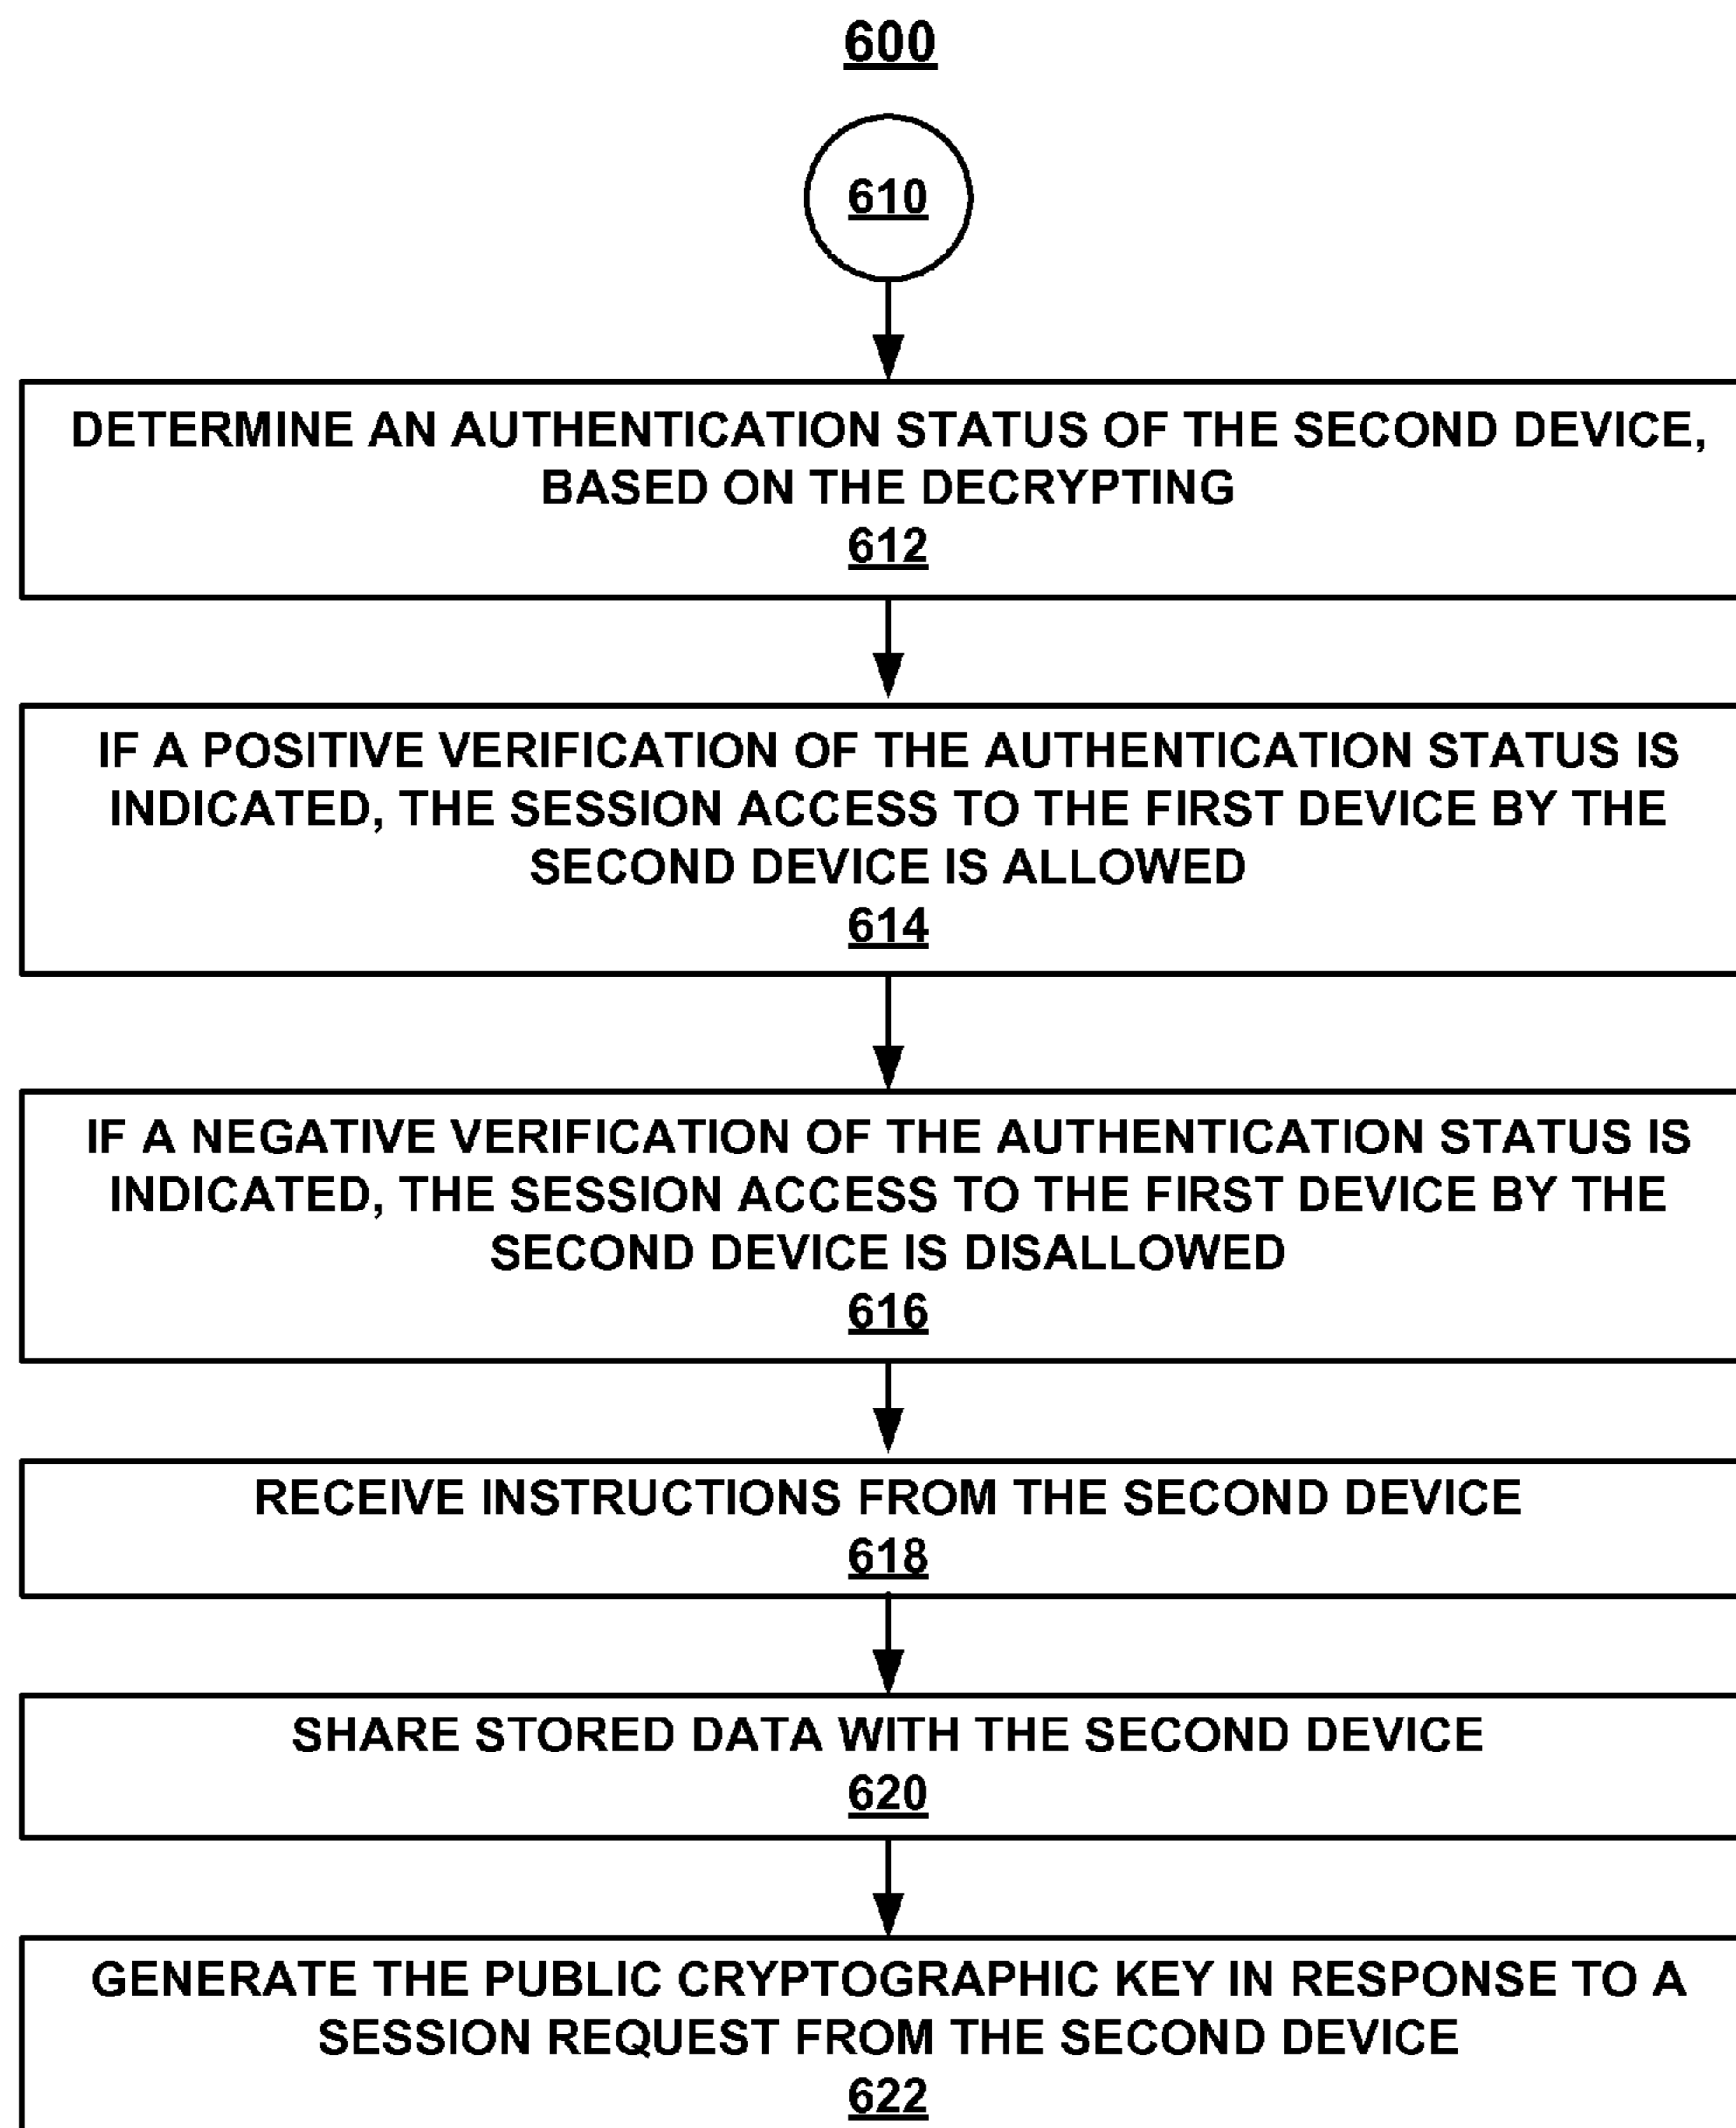 600
610
DETERMINE AN AUTHENTICATION STATUS OF THE SECOND DEVICE,
BASED ON THE DECRYPTING
612
IF A POSITIVE VERIFICATION OF THE AUTHENTICATION STATUS IS
INDICATED, THE SESSION ACCESS TO THE FIRST DEVICE BY THE
SECOND DEVICE IS ALLOWED
614
IF A NEGATIVE VERIFICATION OF THE AUTHENTICATION STATUS IS
INDICATED, THE SESSION ACCESS TO THE FIRST DEVICE BY THE
SECOND DEVICE IS DISALLOWED
616
RECEIVE INSTRUCTIONS FROM THE SECOND DEVICE
618
SHARE STORED DATA WITH THE SECOND DEVICE
620
GENERATE THE PUBLIC CRYPTOGRAPHIC KEY IN RESPONSE TO A
SESSION REQUEST FROM THE SECOND DEVICE
622